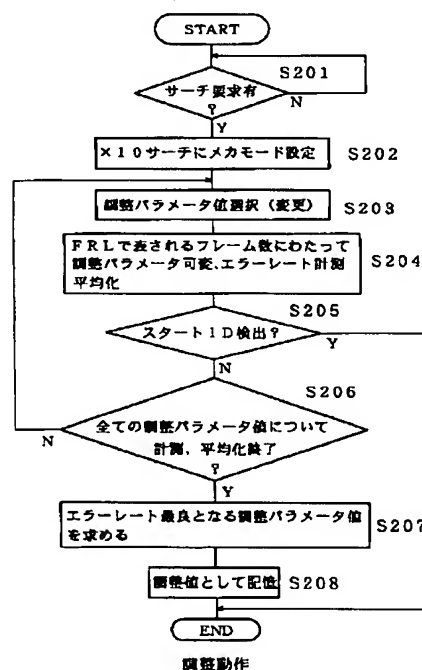 START
S201
サーチ要求有
?
N
Y
×10サーチにメカモード設定
S202
調整パラメータ値選択(変更)
S203
FRLで表されるフレーム数にわたって
調整パラメータ可変、エラーレート計測
平均化
S204
S205
スタートID検出?
Y
N
S206
全ての調整パラメータ値について
計測、平均化終了
?
N
Y
エラーレート最良となる調整パラメータ値
を求める
S207
調整値として記憶
S208
END
調整動作